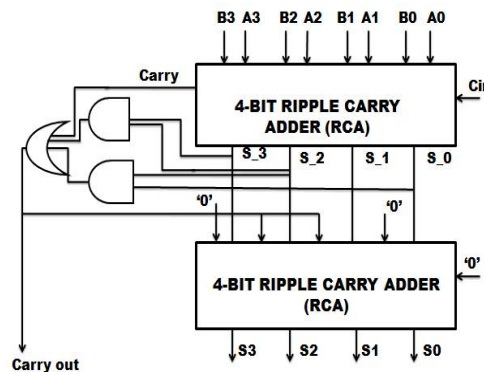 B3 A3 B2 A2 B1 A1 B0 A0
Carry
Cin
4-BIT RIPPLE CARRY
ADDER (RCA)
S_3 S_2 S_1 S_0
‘0’ ‘0’
4-BIT RIPPLE CARRY ADDER
(RCA)
‘0’
S3 S2 S1 S0
Carry out